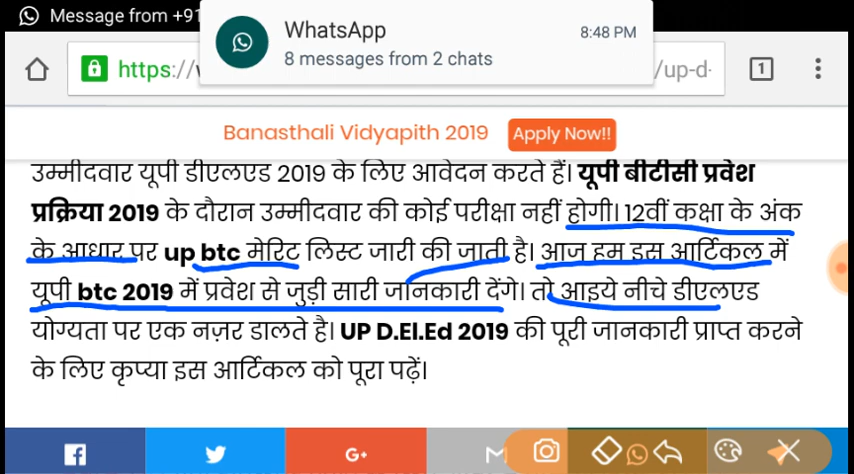 Message from +91
WhatsApp
8:48 PM
8 messages from 2 chats
https://
/up-d-
1
Banasthali Vidyapith 2019 Apply Now!!
उम्मीदवार यूपी डीएलएड 2019 के लिए आवेदन करते हैं। यूपी बीटीसी प्रवेश
प्रक्रिया 2019 के दौरान उम्मीदवार की कोई परीक्षा नहीं होगी। 12वीं कक्षा के अंक
के आधार पर up btc मेरिट लिस्ट जारी की जाती है। आज हम इस आर्टिकल में
यूपी btc 2019 में प्रवेश से जुड़ी सारी जानकारी देंगे। तो आइये नीचे डीएलएड
योग्यता पर एक नज़र डालते है। UP D.El.Ed 2019 की पूरी जानकारी प्राप्त करने
के लिए कृप्या इस आर्टिकल को पूरा पढ़ें।
G+